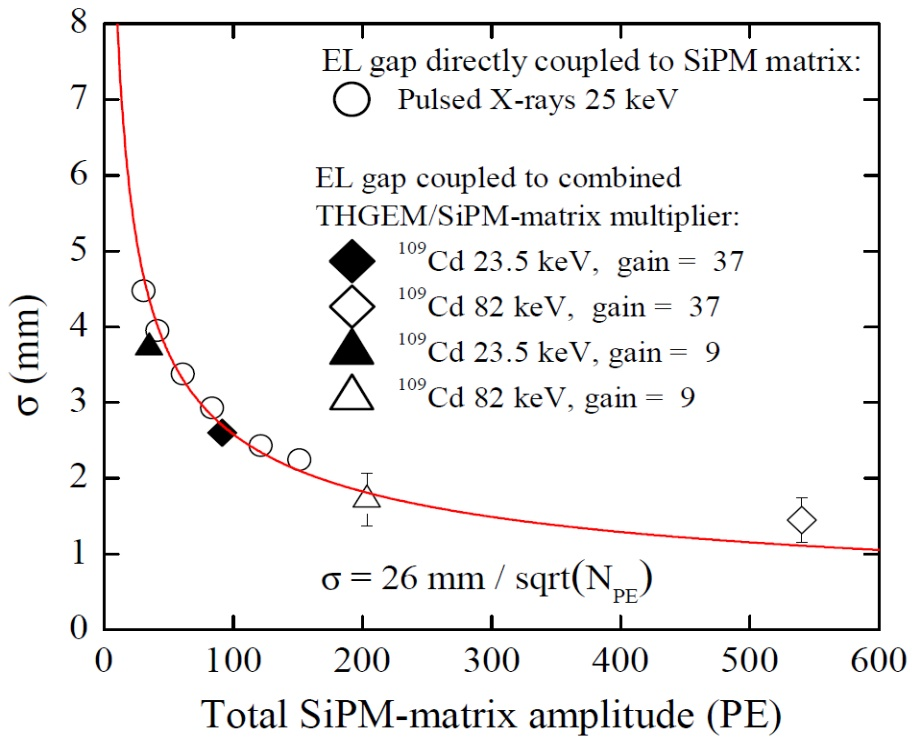 8
7
6
5
4
3
2
1
0
σ (mm)
EL gap directly coupled to SiPM matrix:
Pulsed X-rays 25 keV
EL gap coupled to combined
THGEM/SiPM-matrix multiplier:
¹⁰⁹Cd 23.5 keV, gain = 37
¹⁰⁹Cd 82 keV, gain = 37
¹⁰⁹Cd 23.5 keV, gain = 9
¹⁰⁹Cd 82 keV, gain = 9
σ = 26 mm / sqrt(N_PE)
0 100 200 300 400 500 600
Total SiPM-matrix amplitude (PE)